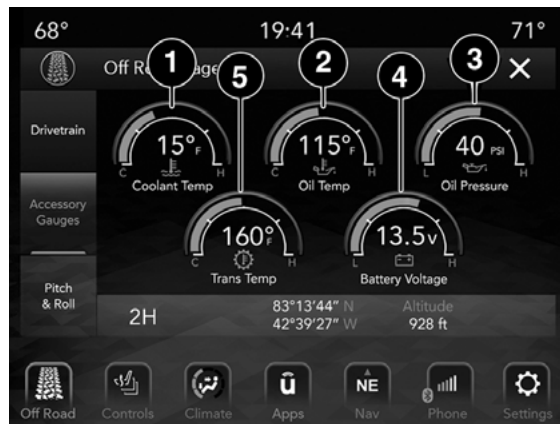 68° 19:41 71°
Off R 1 age 5 2 4 3 X
Drivetrain
15°F
C H
Coolant Temp
115°F
C H
Oil Temp
40 PSI
L H
Oil Pressure
Accessory
Gauges
160°F
C H
Trans Temp
13.5v
L H
Battery Voltage
Pitch
& Roll
2H
83°13'44" N
42°39'27" W
Altitude
928 ft
Off Road
Controls
Climate
û
Apps
NE
Nav
Phone
Settings